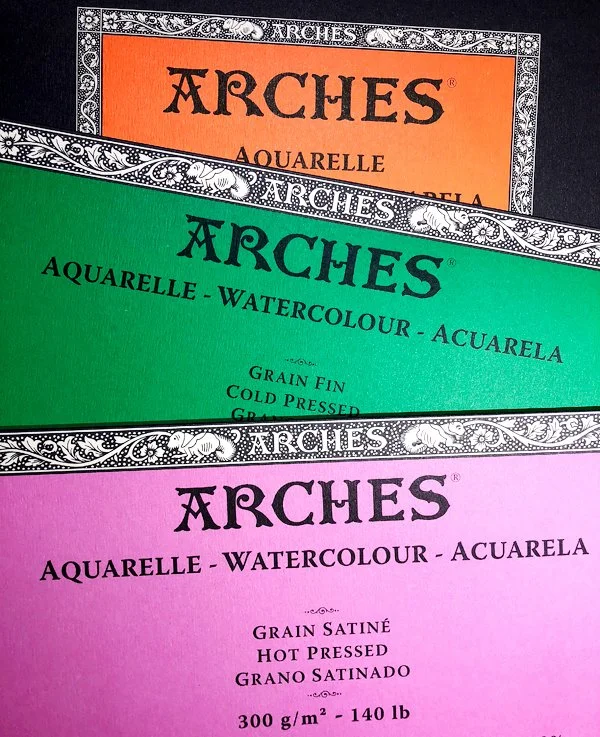 ARCHES
ARCHES®
AQUARELLE
ARCHES
ARCHES®
AQUARELLE - WATERCOLOUR - ACUARELA
GRAIN FIN
COLD PRESSED
ARCHES
ARCHES®
AQUARELLE - WATERCOLOUR - ACUARELA
GRAIN SATINÉ
HOT PRESSED
GRANO SATINADO
300 g/m² - 140 lb